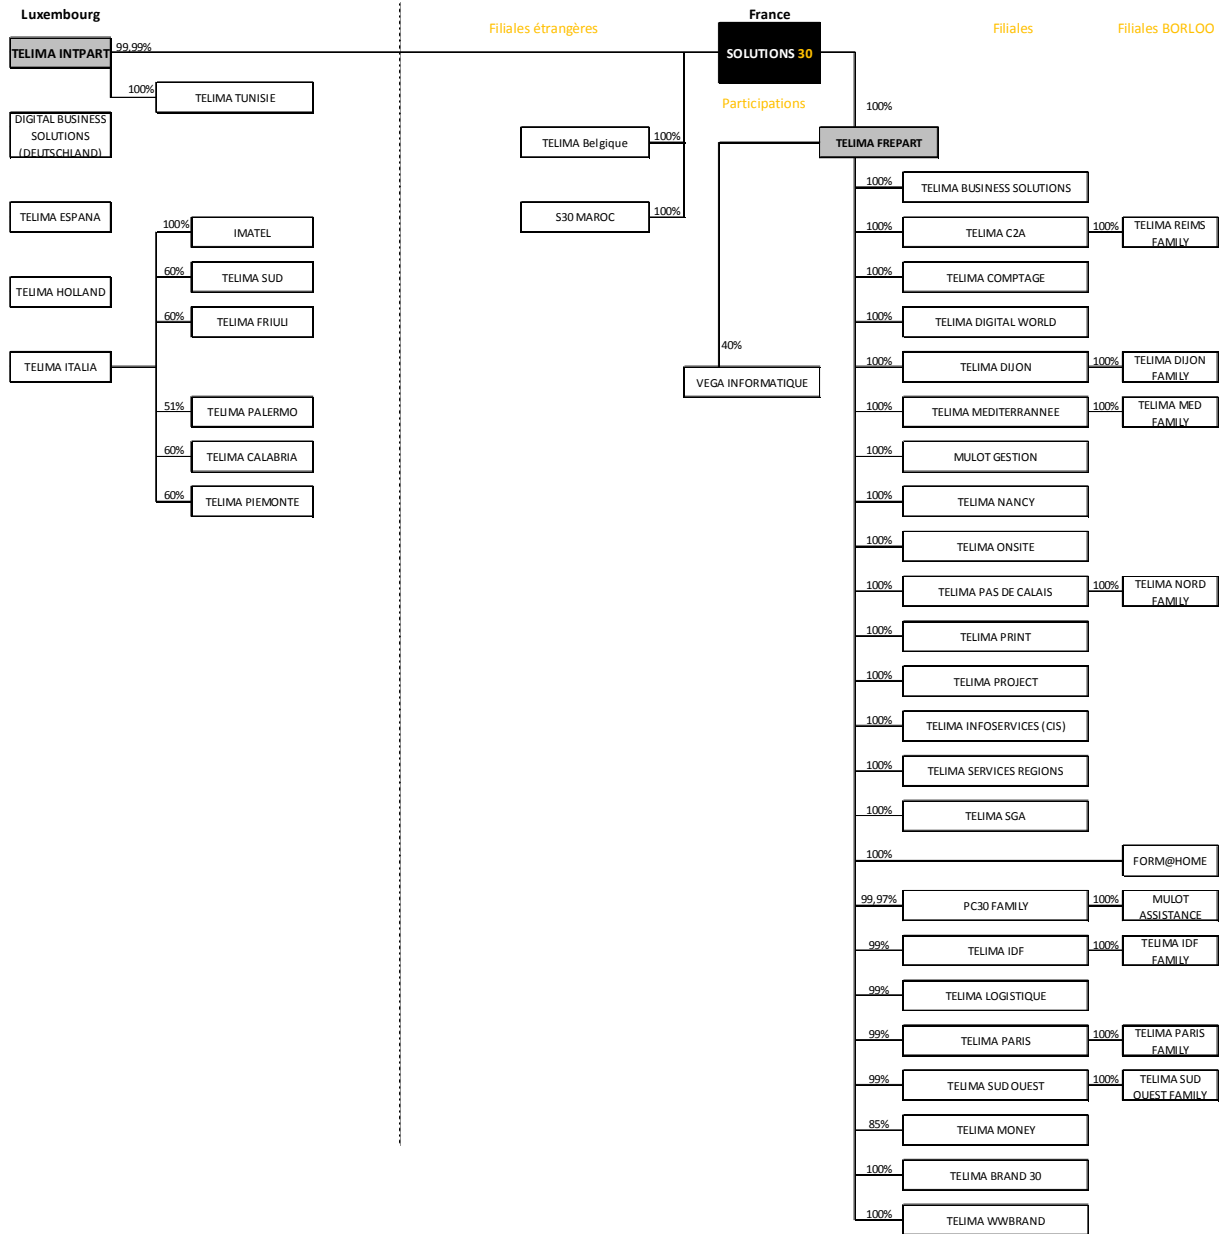 Luxembourg
France
Filiales étrangères
Filiales
Filiales BORLOO
TELIMA INTPART
99,99%
SOLUTIONS 30
100%
TELIMA TUNISIE
Participations
100%
DIGITAL BUSINESS
SOLUTIONS
(DEUTSCHLAND)
TELIMA Belgique
100%
TELIMA FREPART
100%
TELIMA BUSINESS SOLUTIONS
TELIMA ESPANA
S30 MAROC
100%
100%
IMATEL
100%
TELIMA C2A
100%
TELIMA REIMS
FAMILY
60%
TELIMA SUD
100%
TELIMA COMPTAGE
TELIMA HOLLAND
60%
TELIMA FRIULI
100%
TELIMA DIGITAL WORLD
40%
TELIMA ITALIA
VEGA INFORMATIQUE
100%
TELIMA DIJON
100%
TELIMA DIJON
FAMILY
51%
TELIMA PALERMO
100%
TELIMA MEDITERRANNEE
100%
TELIMA MED
FAMILY
60%
TELIMA CALABRIA
100%
MULOT GESTION
60%
TELIMA PIEMONTE
100%
TELIMA NANCY
100%
TELIMA ONSITE
100%
TELIMA PAS DE CALAIS
100%
TELIMA NORD
FAMILY
100%
TELIMA PRINT
100%
TELIMA PROJECT
100%
TELIMA INFOSERVICES (CIS)
100%
TELIMA SERVICES REGIONS
100%
TELIMA SGA
100%
FORM@HOME
99,97%
PC30 FAMILY
100%
MULOT
ASSISTANCE
99%
TELIMA IDF
100%
TELIMA IDF
FAMILY
99%
TELIMA LOGISTIQUE
99%
TELIMA PARIS
100%
TELIMA PARIS
FAMILY
99%
TELIMA SUD OUEST
100%
TELIMA SUD
OUEST FAMILY
85%
TELIMA MONEY
100%
TELIMA BRAND 30
100%
TELIMA WWBRAND